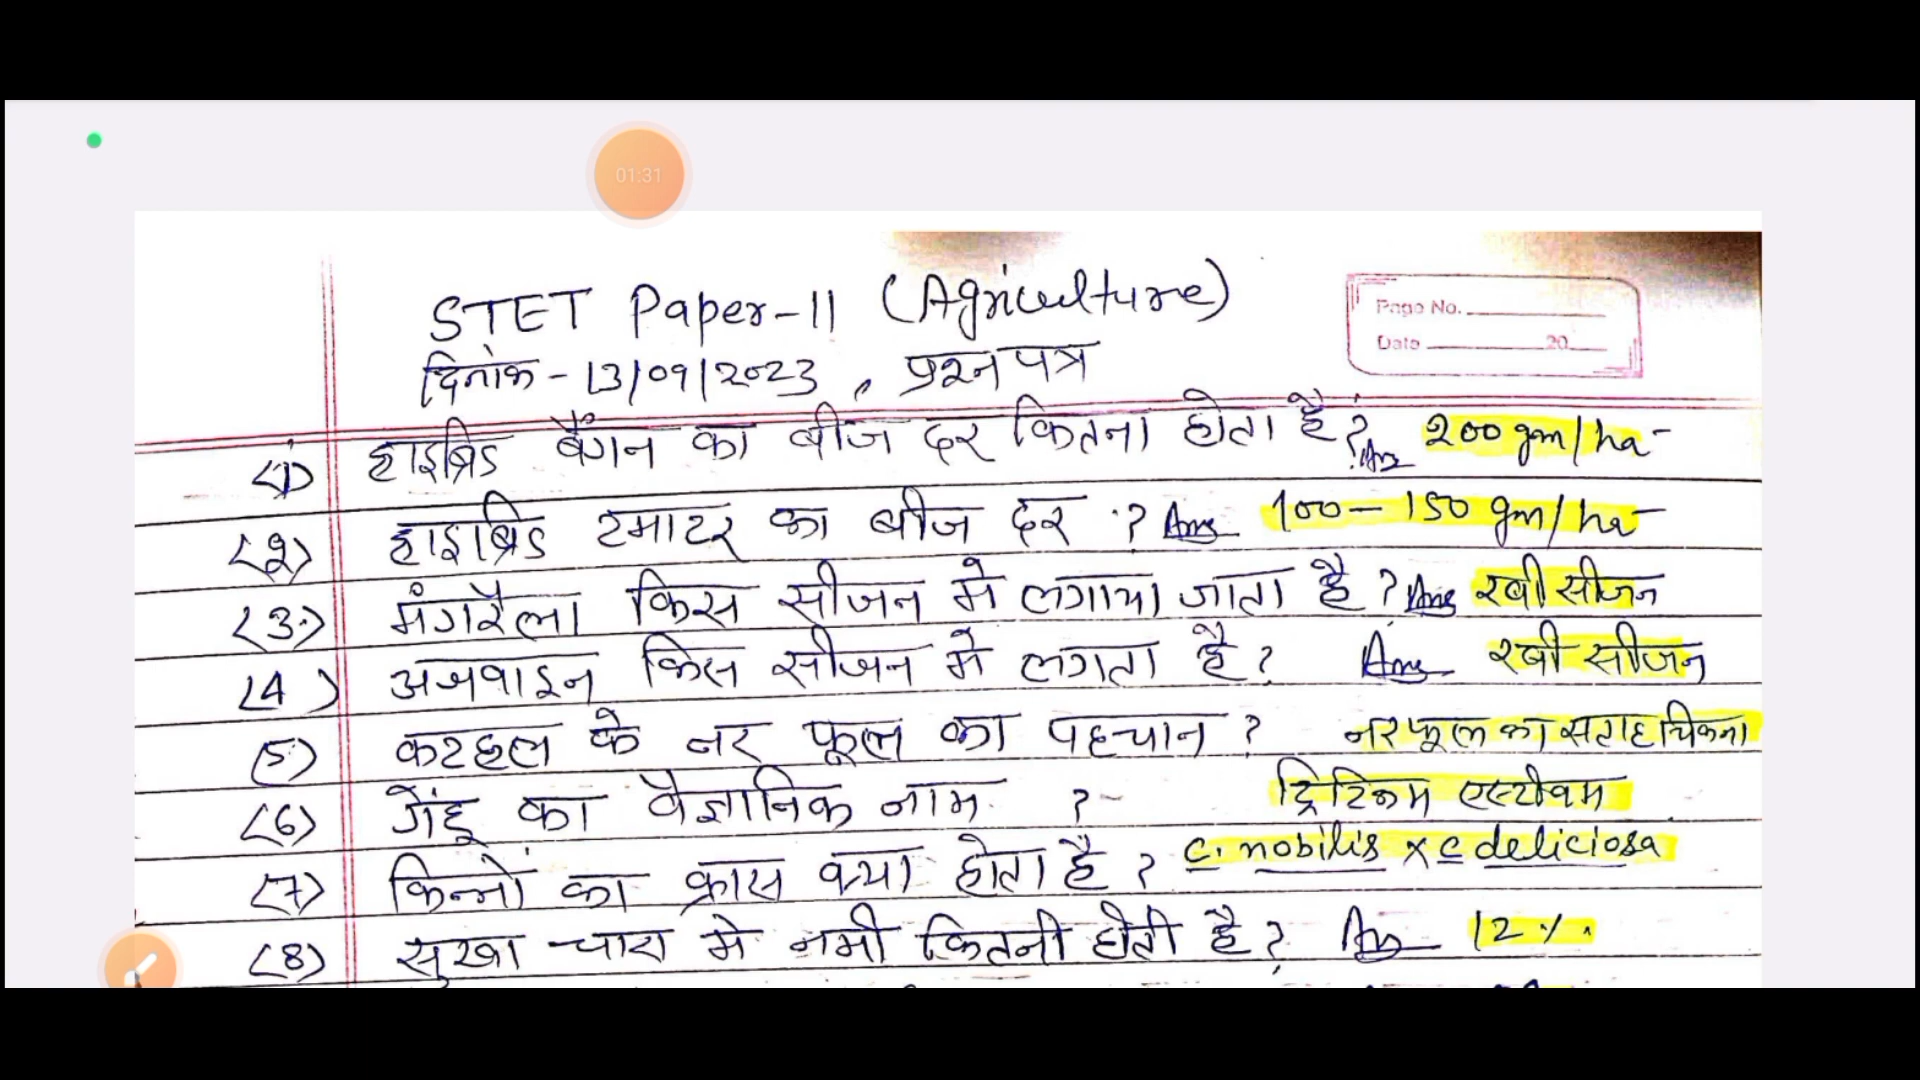 01:31
STET Paper-II (Agriculture)
Page No.
दिनांक - 13/09/2023, प्रश्न पत्र
Date 20
(1) हाइब्रिड बैंगन का बीज दर कितना होता है? Ans 200 gm/ha
(2) हाइब्रिड टमाटर का बीज दर ? Ans 100-150 gm/ha
(3.) मंगरैला किस सीजन मे लगाया जाता है? Ans रबी सीजन
(4) अजवाइन किस सीजन मे लगता है? Ans रबी सीजन
(5) कटहल के नर फूल का पहचान? नर फूल का सताह चिकना
(6) गेंहू का वैज्ञानिक नाम ?- ट्रिटिकम एस्टीवम
(7) किन्नों का क्रास क्या होता है? C. nobilis x C deliciosa
(8) सुखा चारा मे नमी कितनी होती है? Ans 12%.